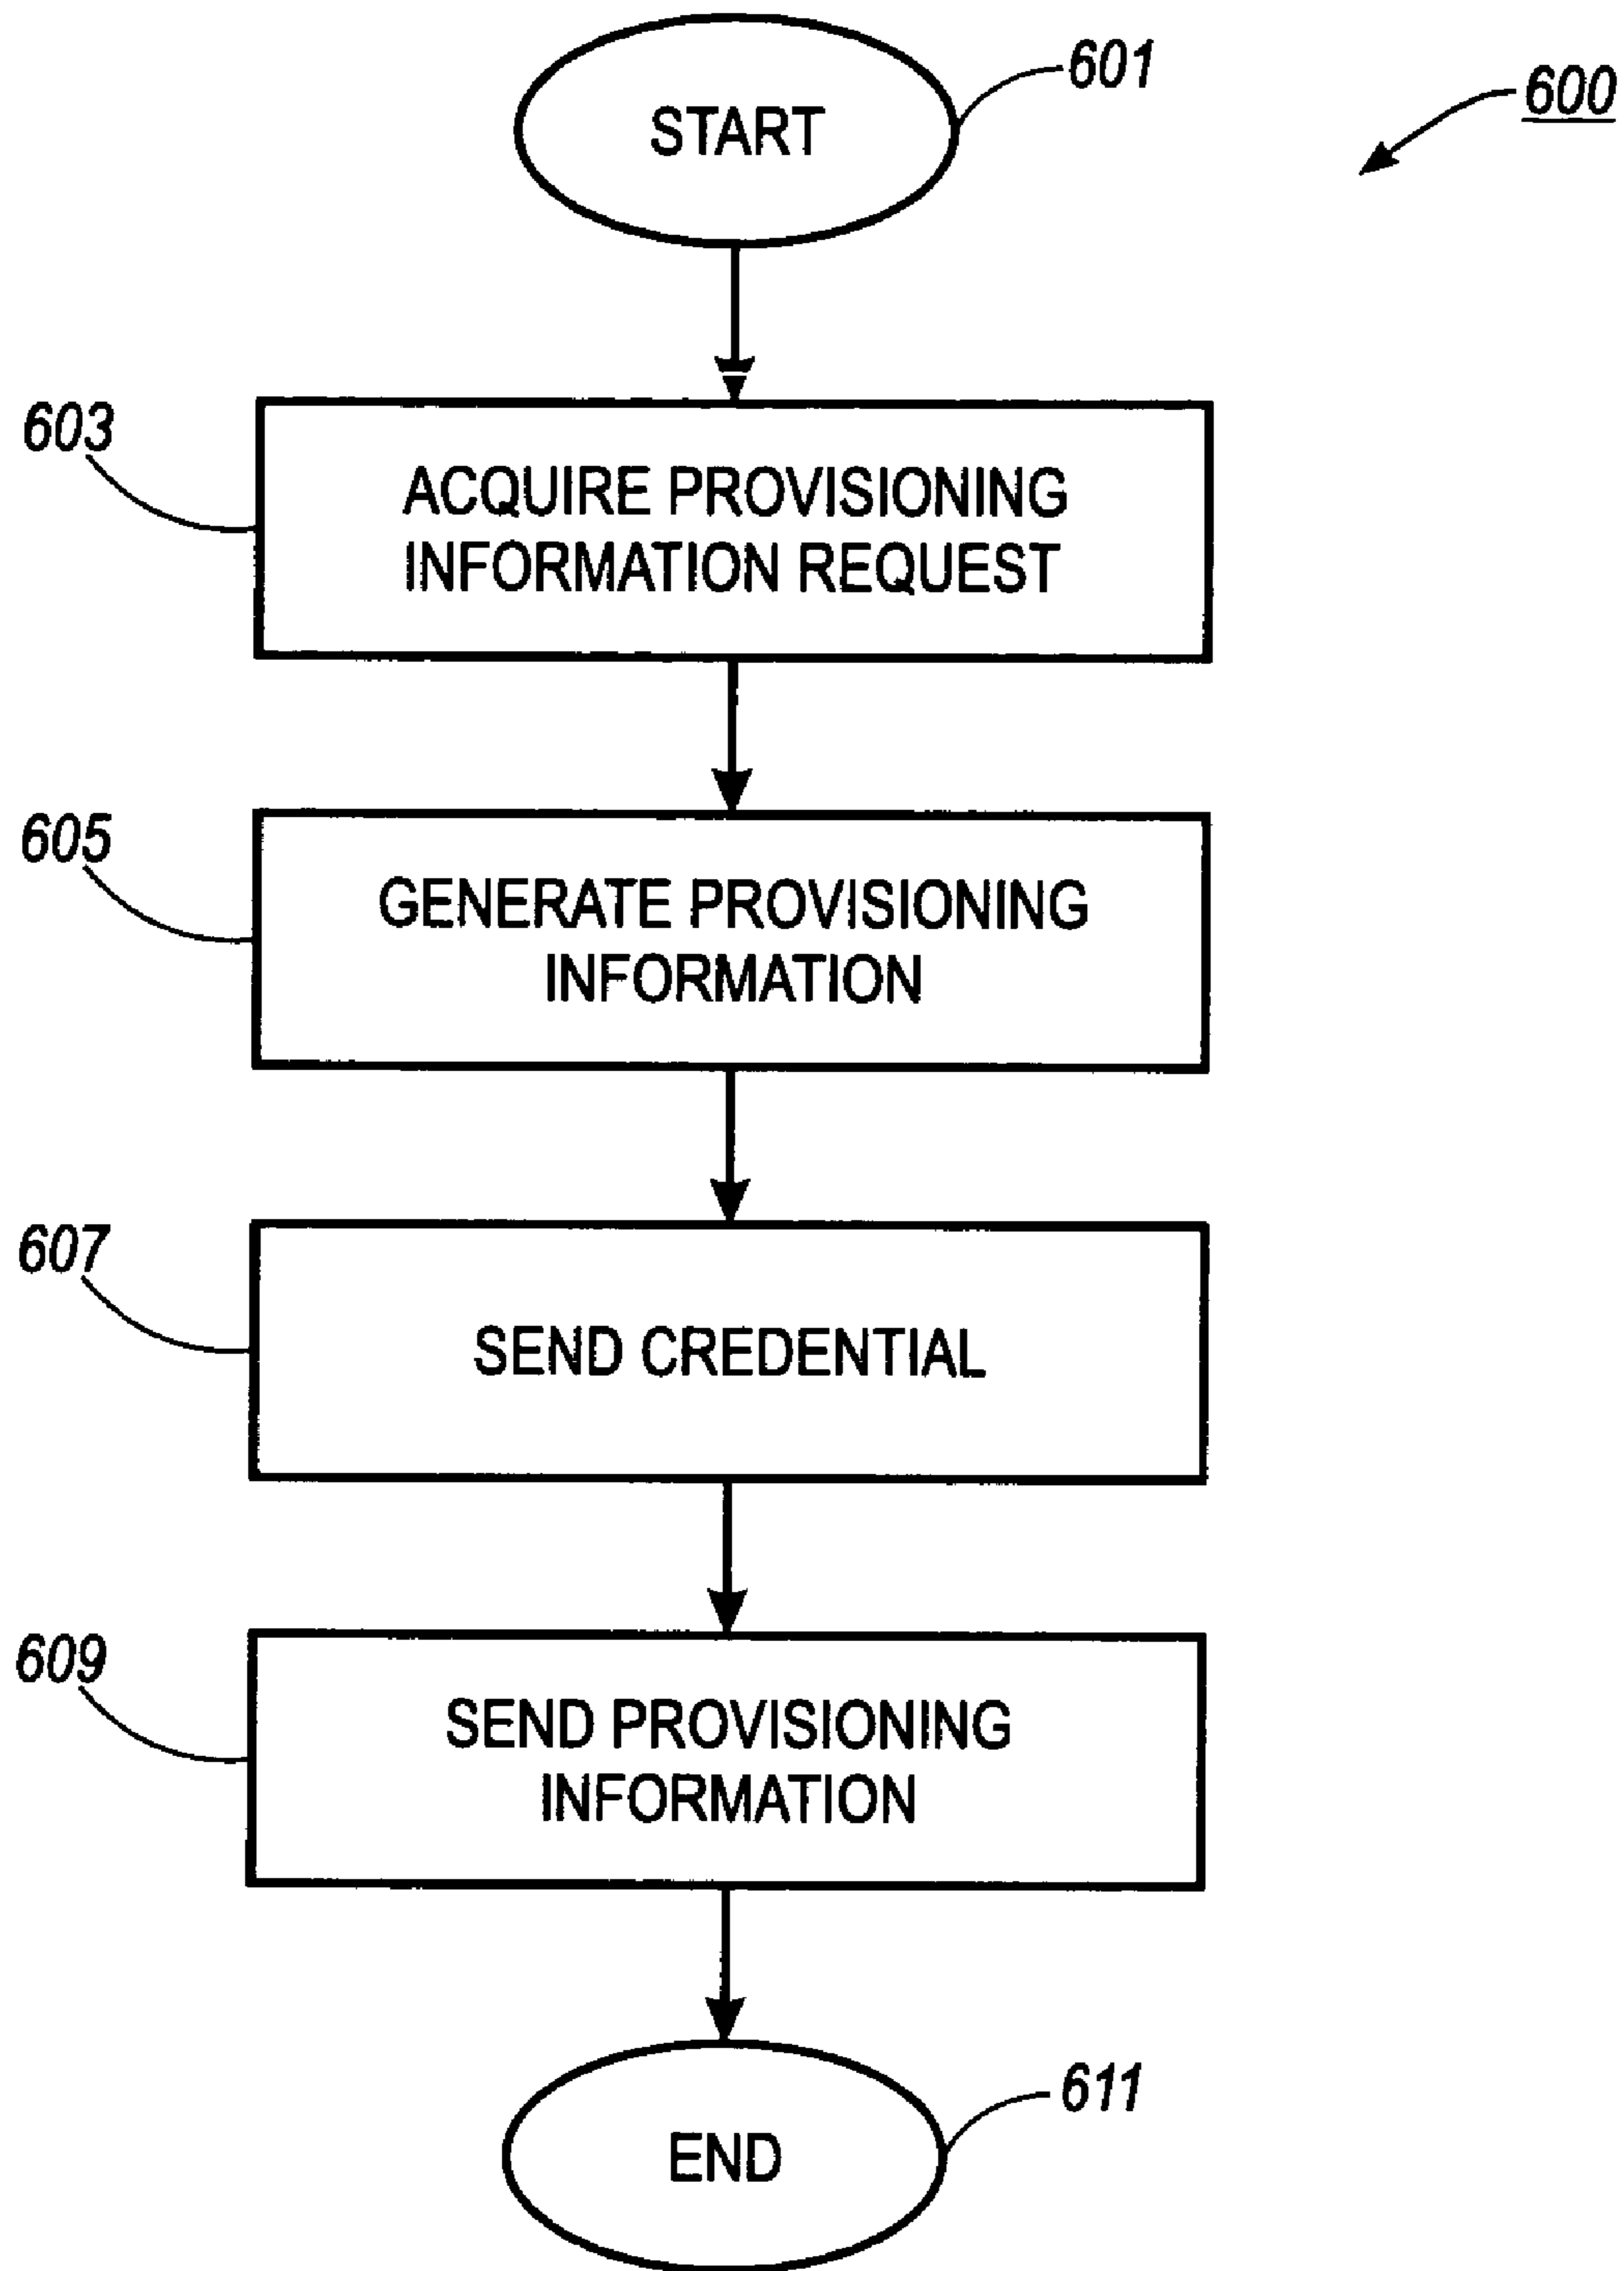 START
601
600
603
ACQUIRE PROVISIONING
INFORMATION REQUEST
605
GENERATE PROVISIONING
INFORMATION
607
SEND CREDENTIAL
609
SEND PROVISIONING
INFORMATION
611
END